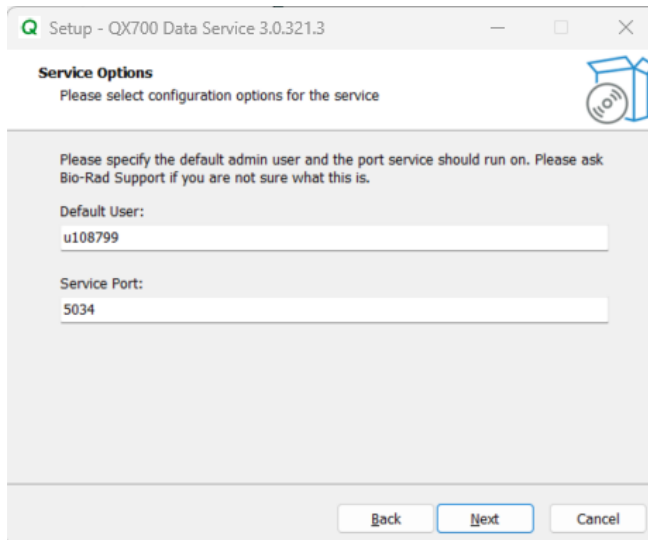 Setup - QX700 Data Service 3.0.321.3
Service Options
Please select configuration options for the service
Please specify the default admin user and the port service should run on. Please ask
Bio-Rad Support if you are not sure what this is.
Default User:
u108799
Service Port:
5034
Back Next Cancel